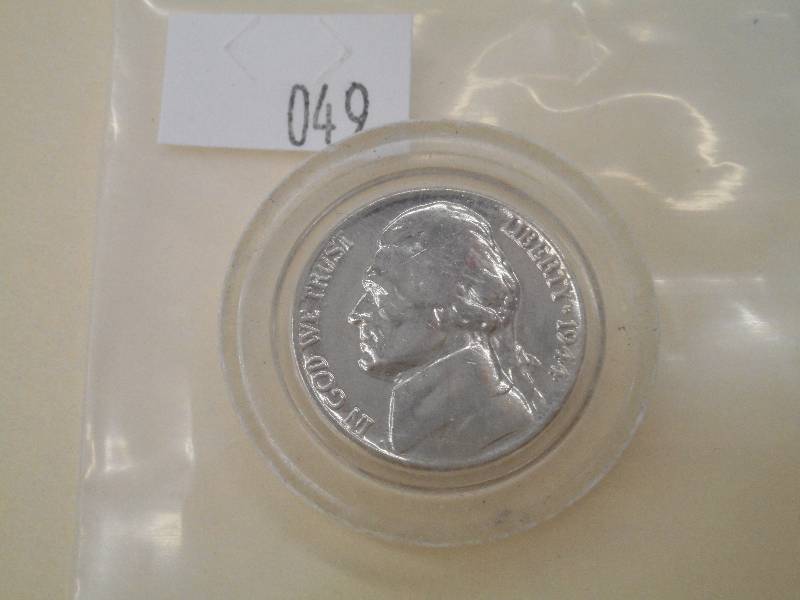 049
IN GOD WE TRUST
LIBERTY * 1944